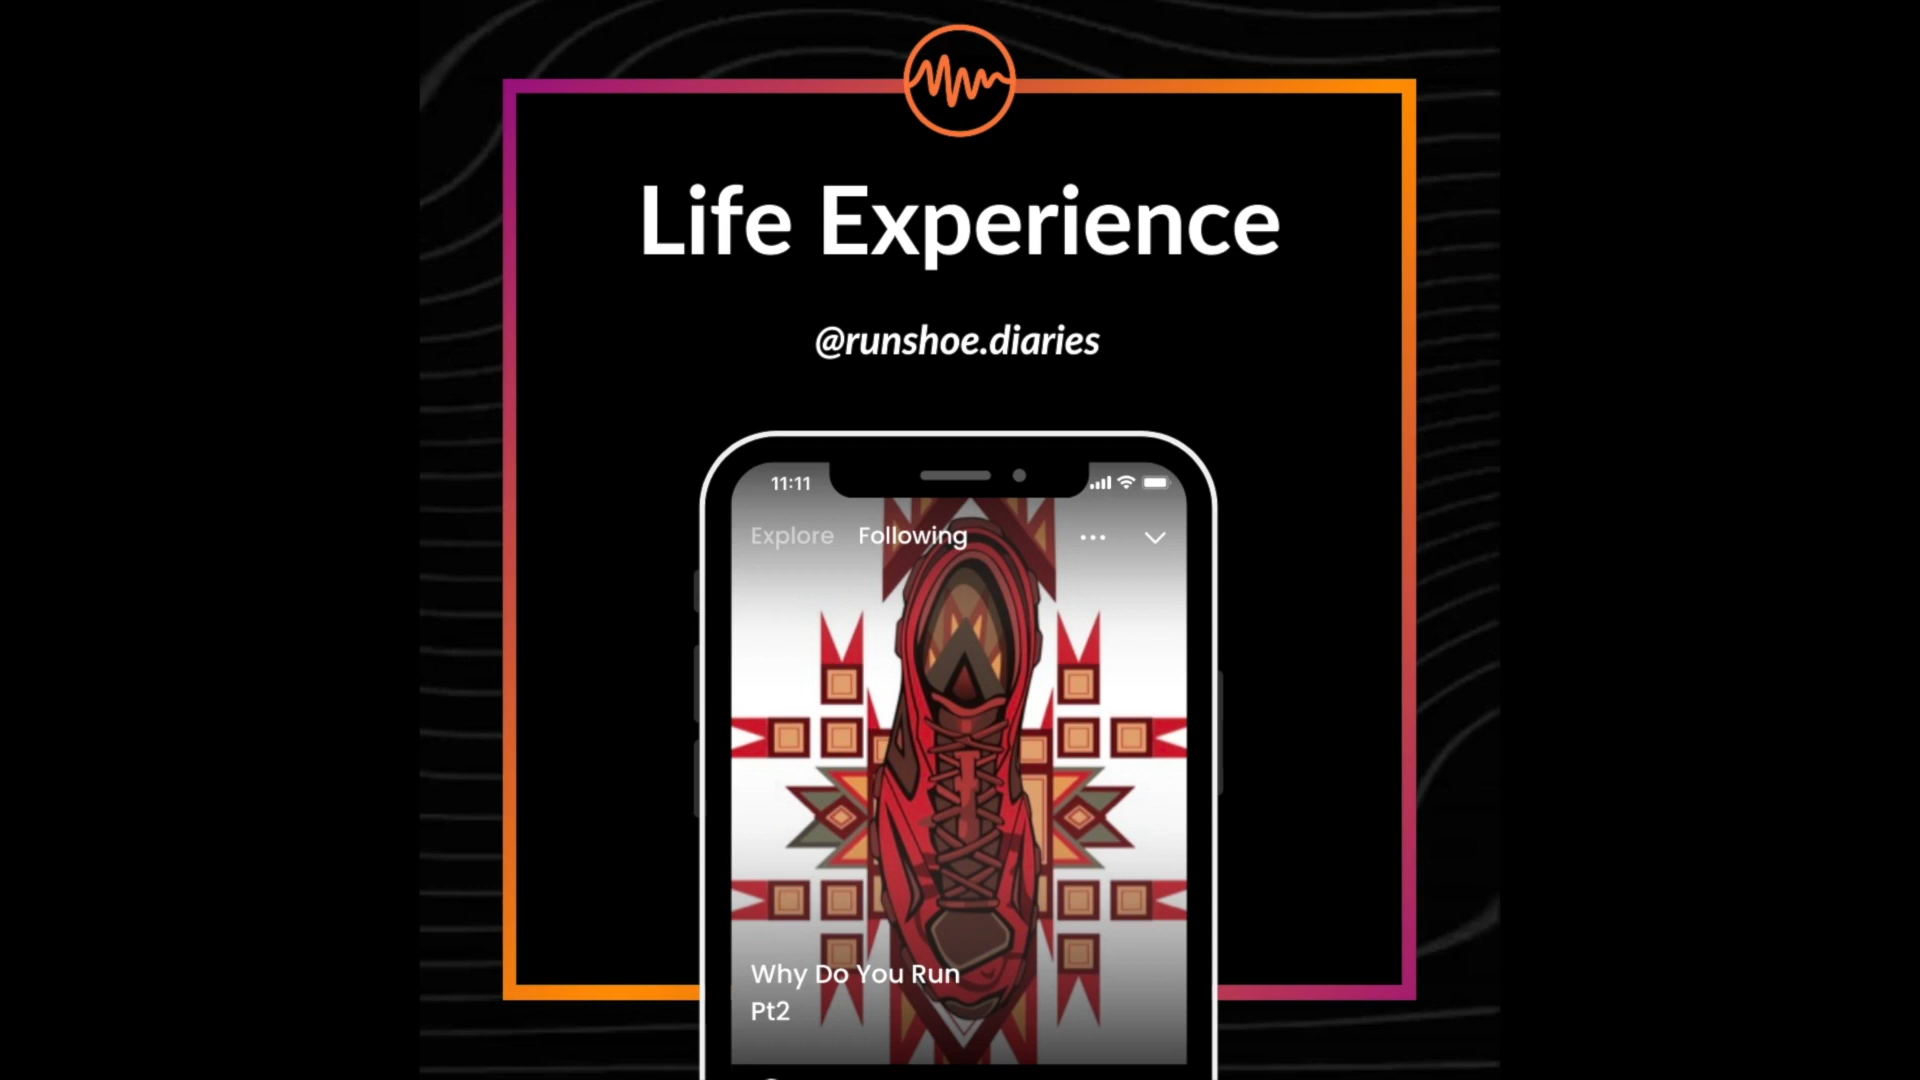 Life Experience
@runshoe.diaries
11:11
Explore Following
Why Do You Run
Pt2